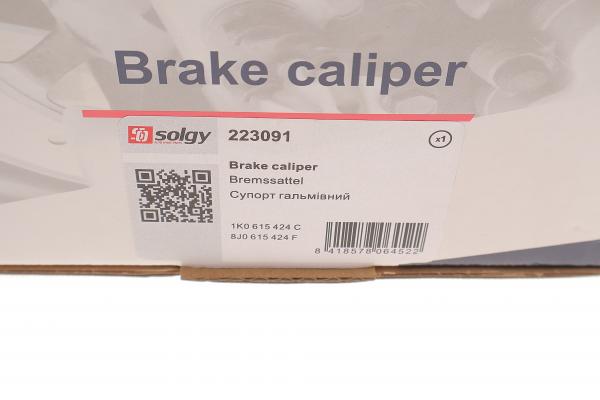 Brake caliper
solgy
223091
x1
Brake caliper
Bremssattel
Супорт гальмівний
1K0 615 424 C
8J0 615 424 F
8 418578 064522